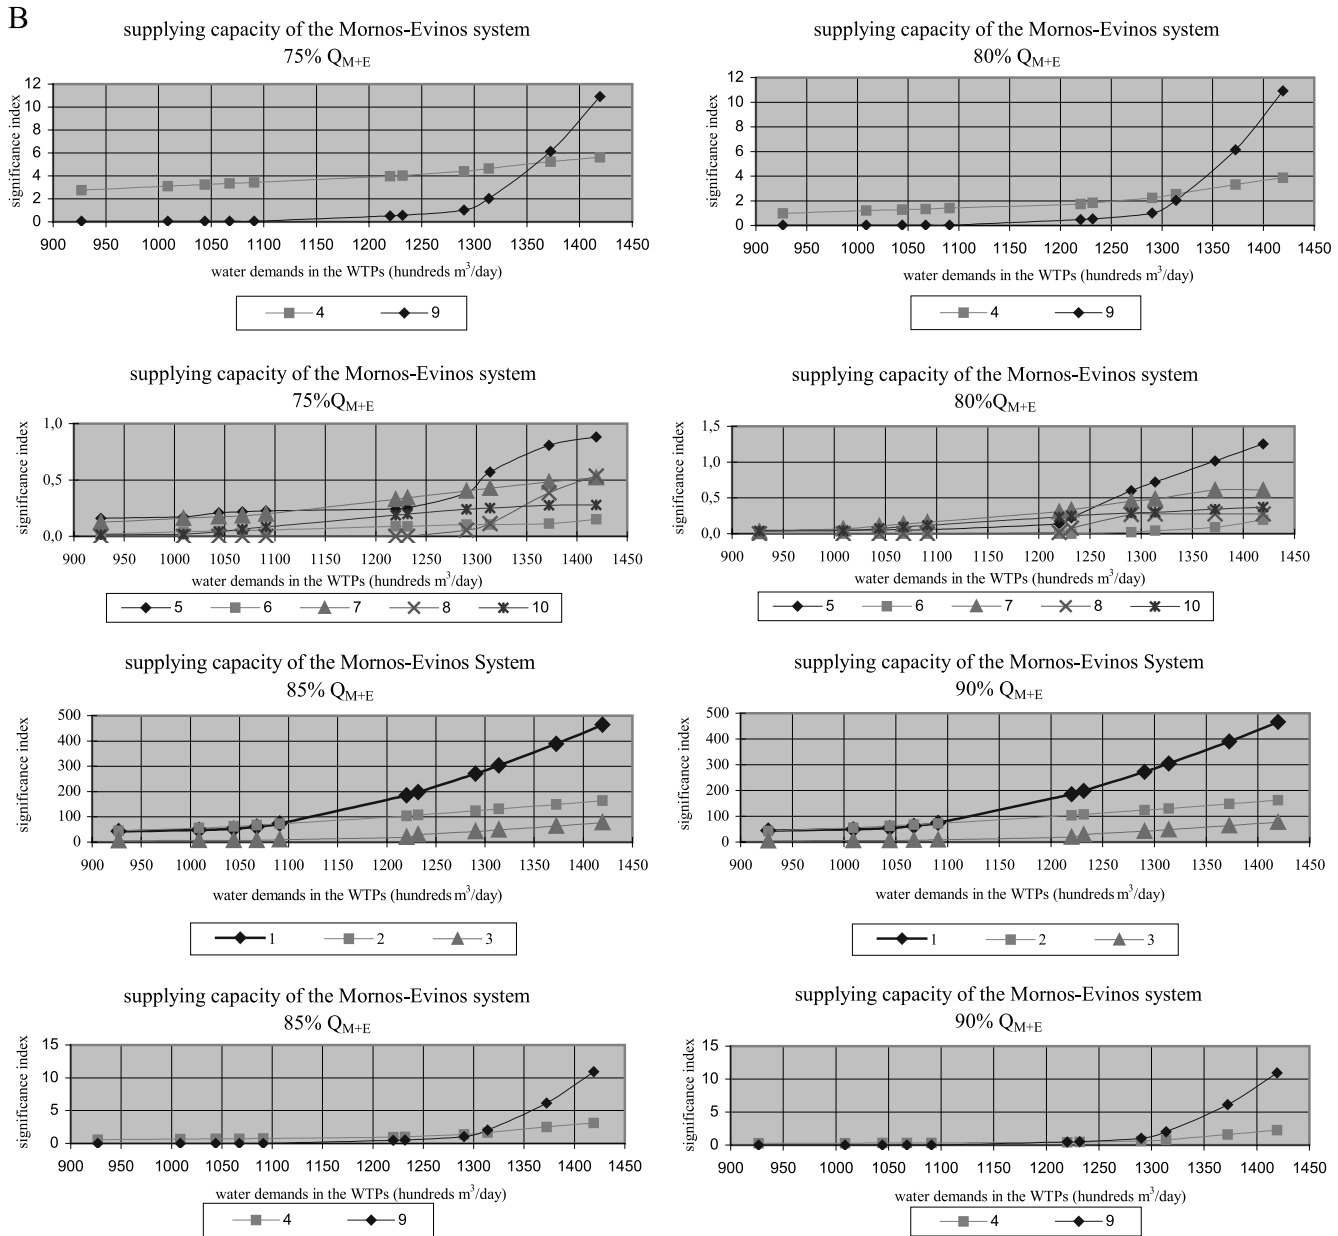 B
supplying capacity of the Mornos-Evinos system
75% Q_M+E
significance index
12
10
8
6
4
2
0
900 950 1000 1050 1100 1150 1200 1250 1300 1350 1400 1450
water demands in the WTPs (hundreds m³/day)
4 9
supplying capacity of the Mornos-Evinos system
80% Q_M+E
significance index
12
10
8
6
4
2
0
900 950 1000 1050 1100 1150 1200 1250 1300 1350 1400 1450
water demands in the WTPs (hundreds m³/day)
4 9
supplying capacity of the Mornos-Evinos system
75%Q_M+E
significance index
1,0
0,5
0,0
900 950 1000 1050 1100 1150 1200 1250 1300 1350 1400 1450
water demands in the WTPs (hundreds m³/day)
5 6 7 8 10
supplying capacity of the Mornos-Evinos system
80%Q_M+E
significance index
1,5
1,0
0,5
0,0
900 950 1000 1050 1100 1150 1200 1250 1300 1350 1400 1450
water demands in the WTPs (hundreds m³/day)
5 6 7 8 10
supplying capacity of the Mornos-Evinos System
85% Q_M+E
significance index
500
400
300
200
100
0
900 950 1000 1050 1100 1150 1200 1250 1300 1350 1400 1450
water demands in the WTPs (hundreds m³/day)
1 2 3
supplying capacity of the Mornos-Evinos System
90% Q_M+E
significance index
500
400
300
200
100
0
900 950 1000 1050 1100 1150 1200 1250 1300 1350 1400 1450
water demands in the WTPs (hundreds m³/day)
1 2 3
supplying capacity of the Mornos-Evinos system
85% Q_M+E
significance index
15
10
5
0
900 950 1000 1050 1100 1150 1200 1250 1300 1350 1400 1450
water demands in the WTPs (hundreds m³/day)
4 9
supplying capacity of the Mornos-Evinos system
90% Q_M+E
significance index
15
10
5
0
900 950 1000 1050 1100 1150 1200 1250 1300 1350 1400 1450
water demands in the WTPs (hundreds m³/day)
4 9